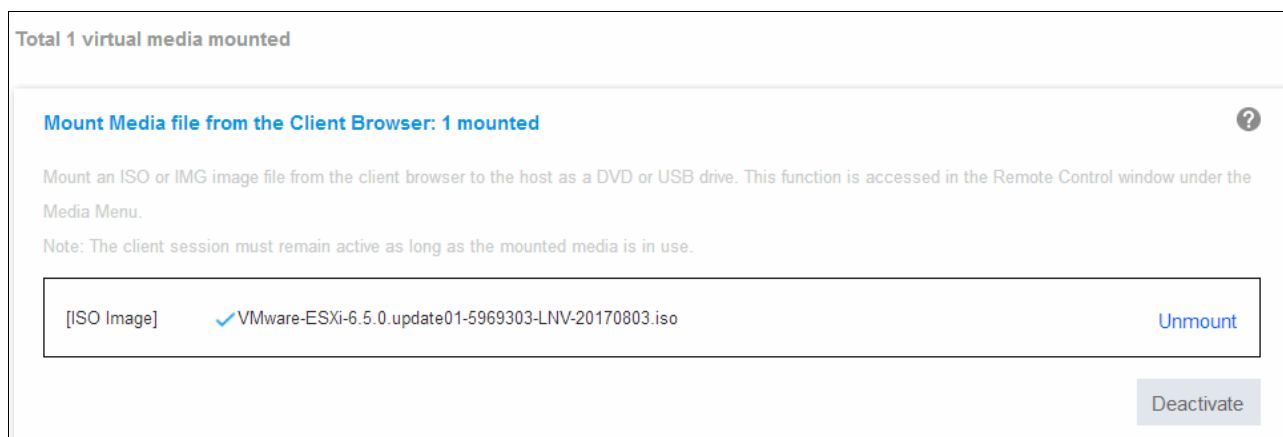 Total 1 virtual media mounted
Mount Media file from the Client Browser: 1 mounted
?
Mount an ISO or IMG image file from the client browser to the host as a DVD or USB drive. This function is accessed in the Remote Control window under the
Media Menu.
Note: The client session must remain active as long as the mounted media is in use.
[ISO Image] VMware-ESXi-6.5.0.update01-5969303-LNV-20170803.iso Unmount
Deactivate